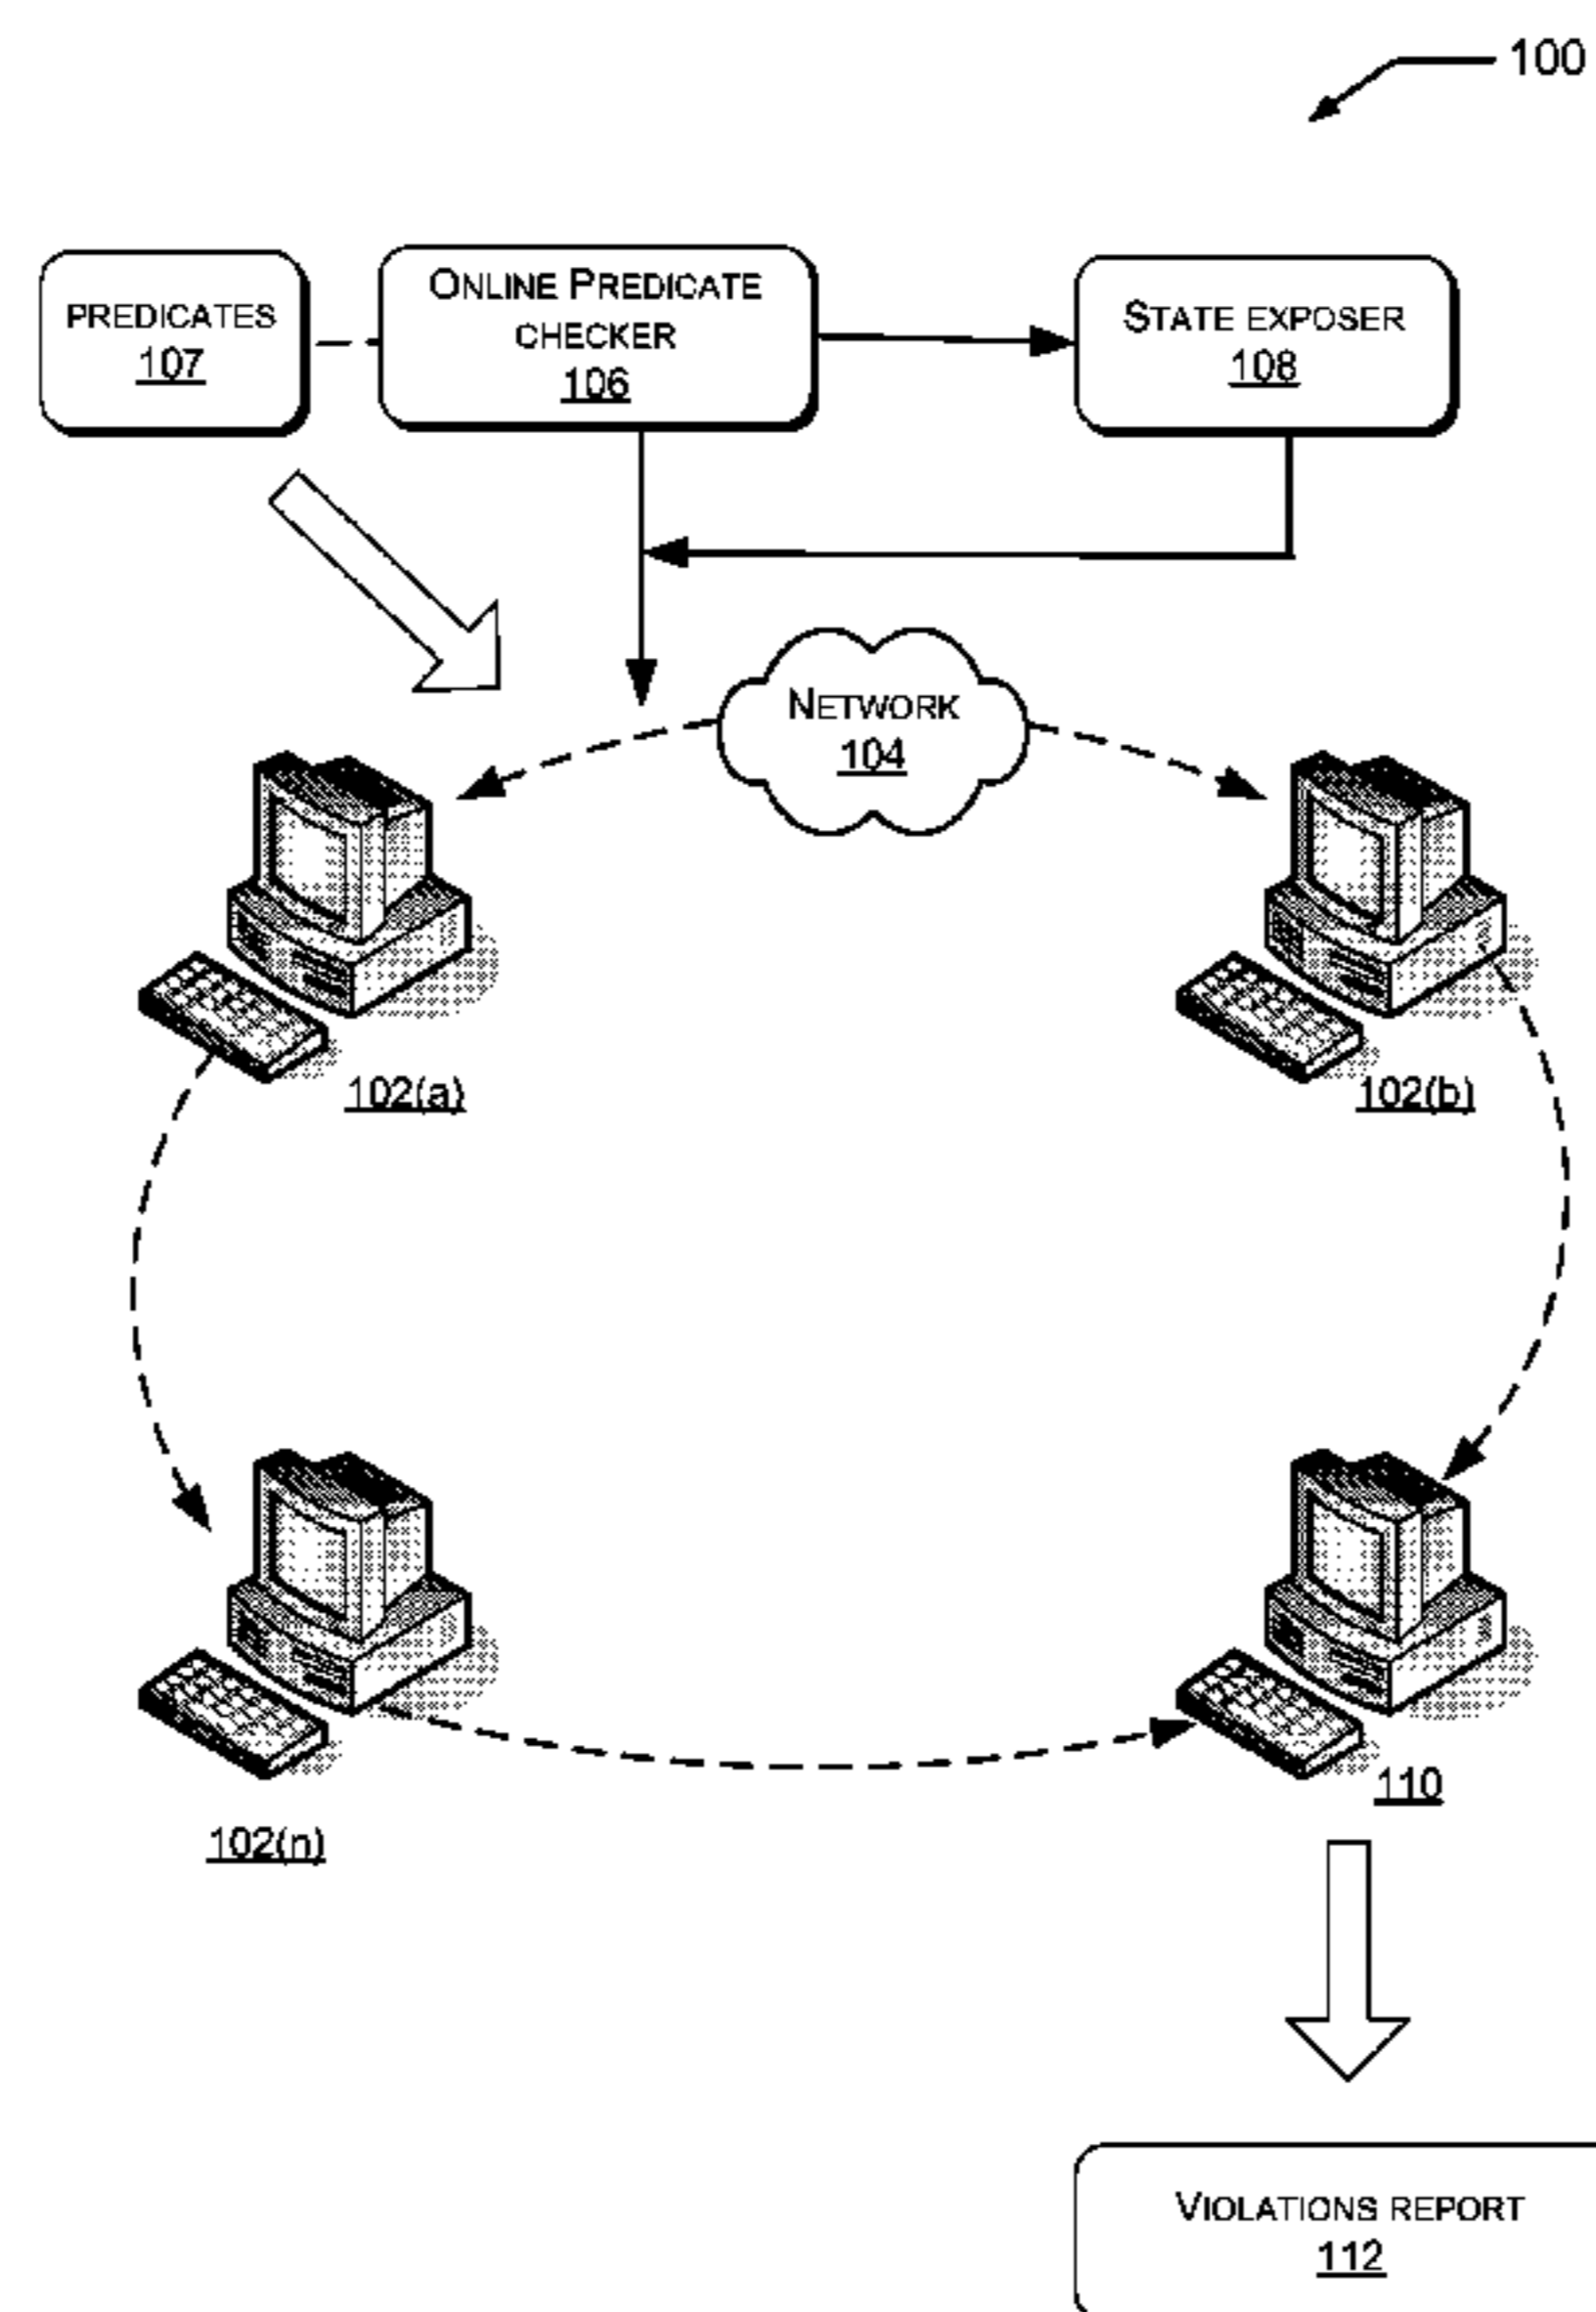 100
PREDICATES
107
ONLINE PREDICATE
CHECKER
106
STATE EXPOSER
108
NETWORK
104
102(a)
102(b)
102(n)
110
VIOLATIONS REPORT
112